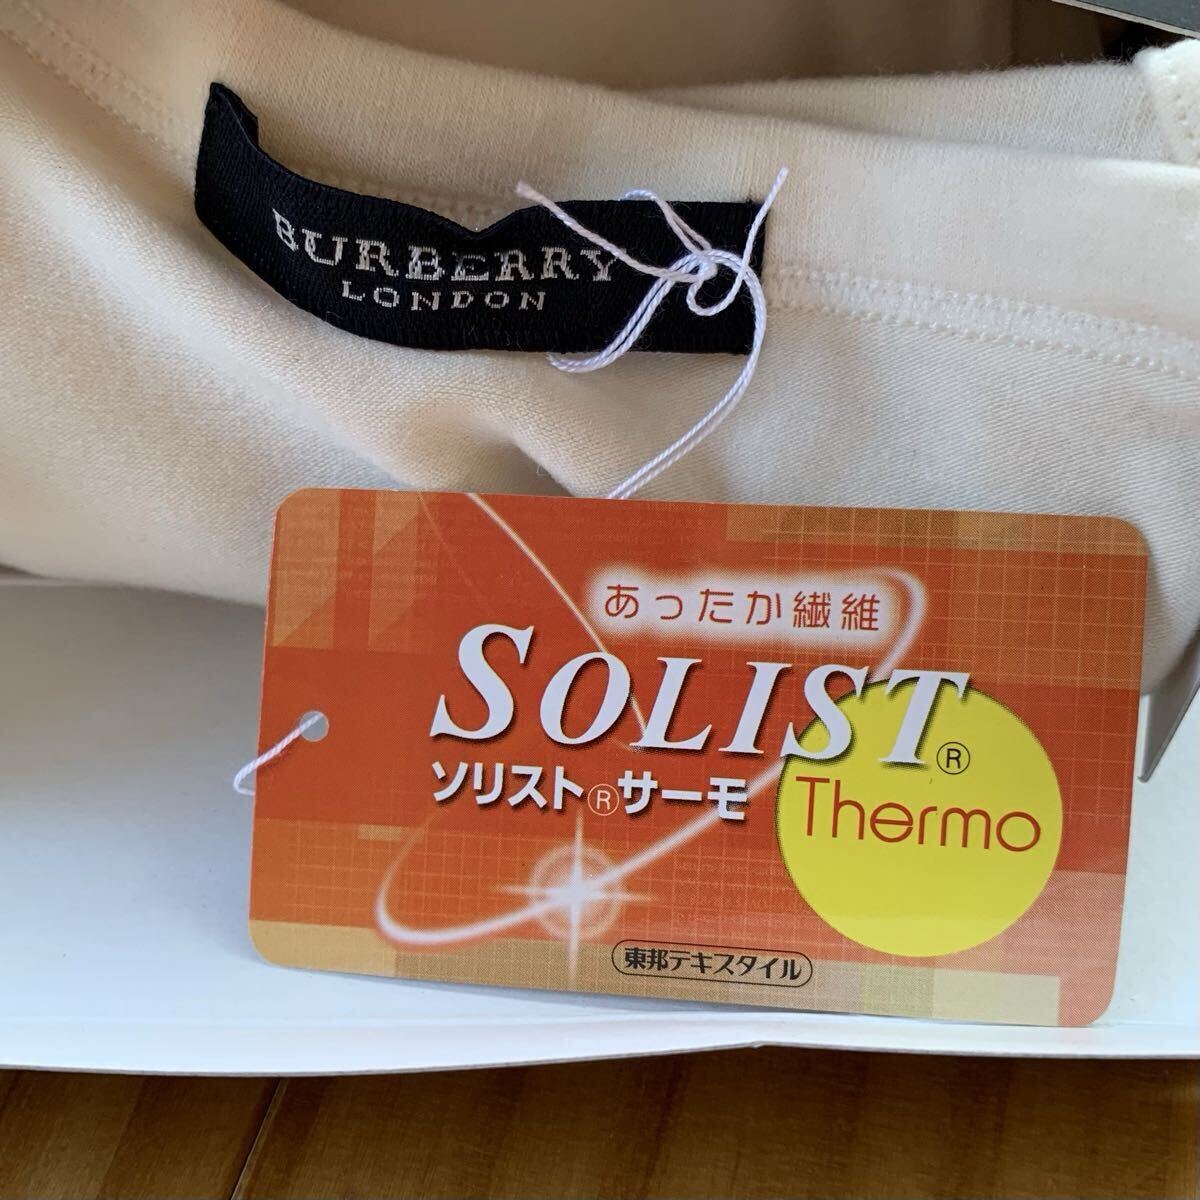 BURBERRY
LONDON
あったか繊維
SOLIST®
ソリスト®サーモ
Thermo
東邦テキスタイル